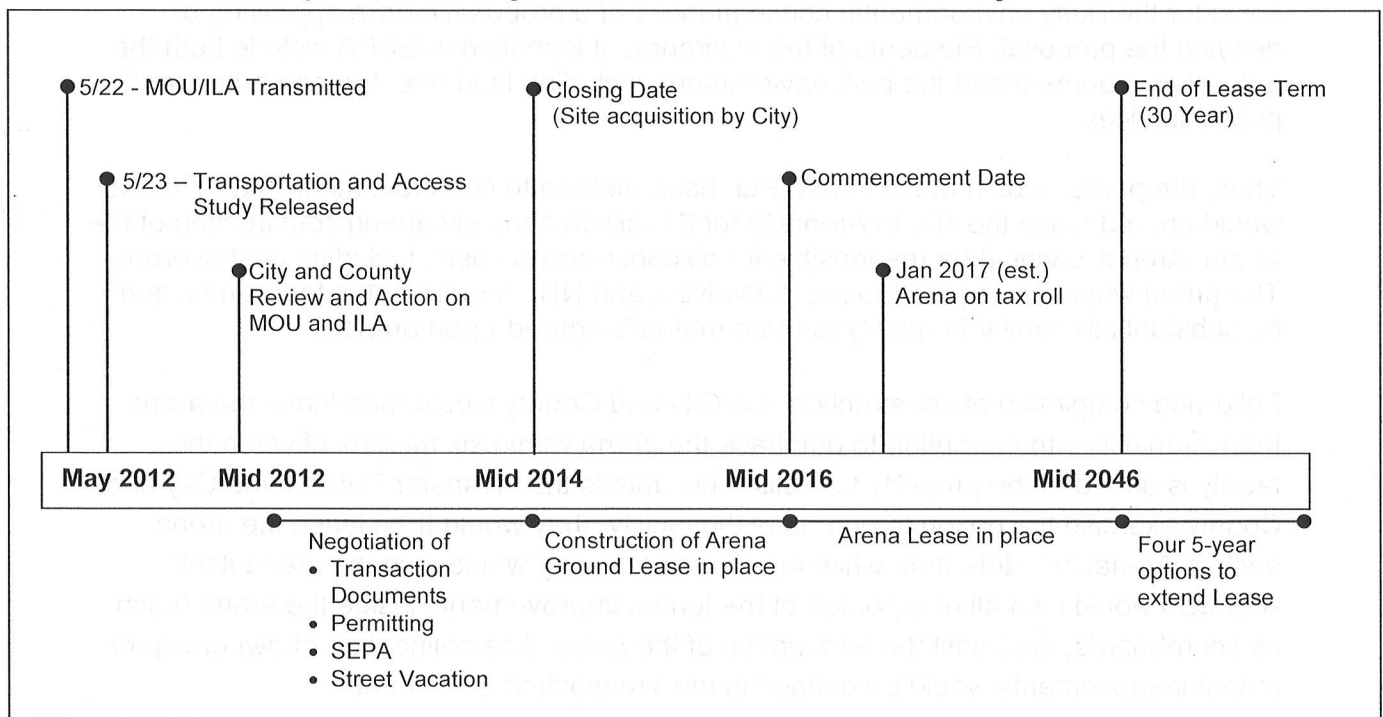 5/22 - MOU/ILA Transmitted
Closing Date
(Site acquisition by City)
End of Lease Term
(30 Year)
5/23 – Transportation and Access
Study Released
Commencement Date
City and County
Review and Action on
MOU and ILA
Jan 2017 (est.)
Arena on tax roll
May 2012 Mid 2012 Mid 2014 Mid 2016 Mid 2046
Negotiation of
• Transaction
Documents
• Permitting
• SEPA
• Street Vacation
Construction of Arena
Ground Lease in place
Arena Lease in place
Four 5-year
options to
extend Lease